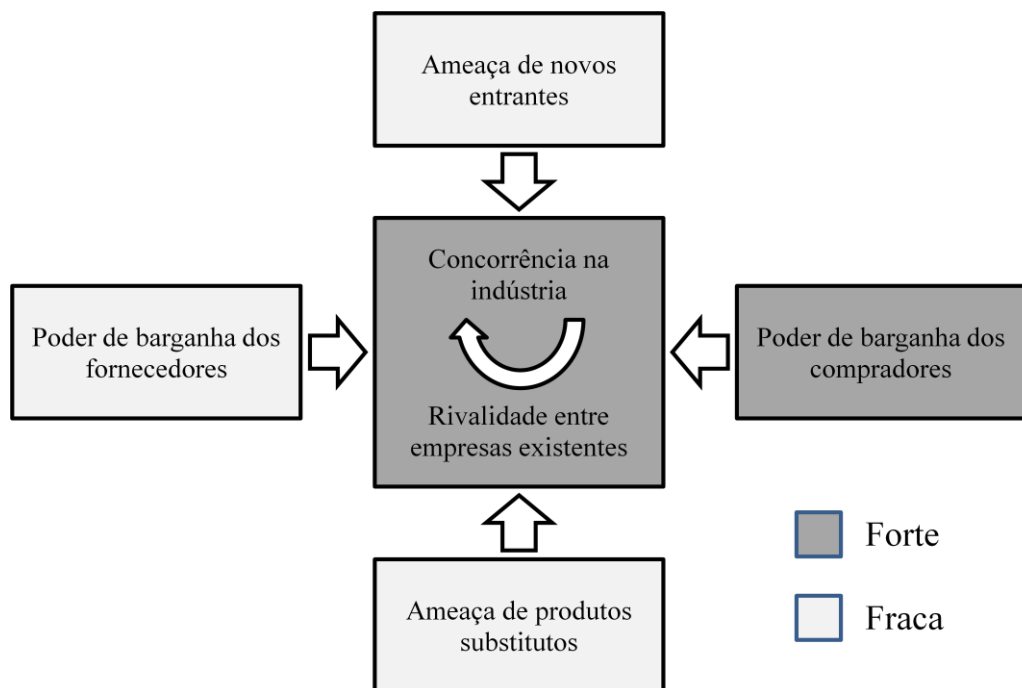 Ameaça de novos
entrantes
Concorrência na
indústria
Poder de barganha dos
fornecedores
Poder de barganha dos
compradores
Rivalidade entre
empresas existentes
Forte
Ameaça de produtos
substitutos
Fraca